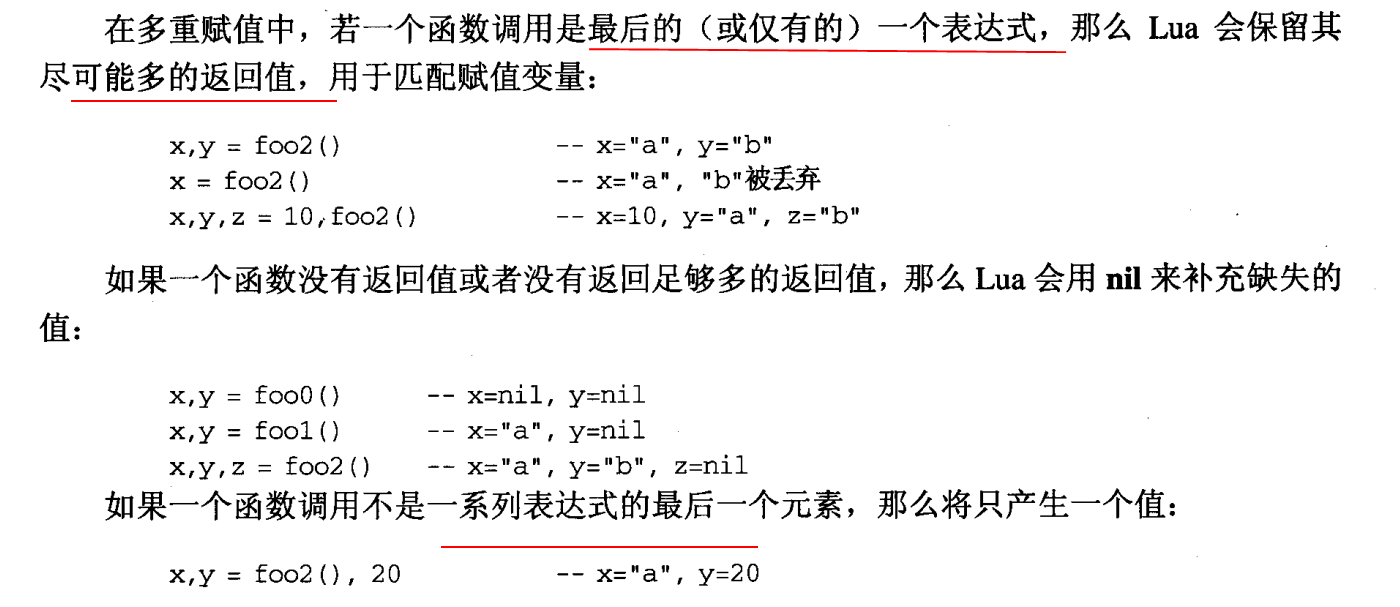 在多重赋值中，若一个函数调用是最后的（或仅有的）一个表达式，那么 Lua 会保留其
尽可能多的返回值，用于匹配赋值变量：
x,y = foo2() -- x="a", y="b"
x = foo2() -- x="a", "b"被丢弃
x,y,z = 10,foo2() -- x=10, y="a", z="b"
如果一个函数没有返回值或者没有返回足够多的返回值，那么 Lua 会用 nil 来补充缺失的
值：
x,y = foo0() -- x=nil, y=nil
x,y = foo1() -- x="a", y=nil
x,y,z = foo2() -- x="a", y="b", z=nil
如果一个函数调用不是一系列表达式的最后一个元素，那么将只产生一个值：
x,y = foo2(), 20 -- x="a", y=20